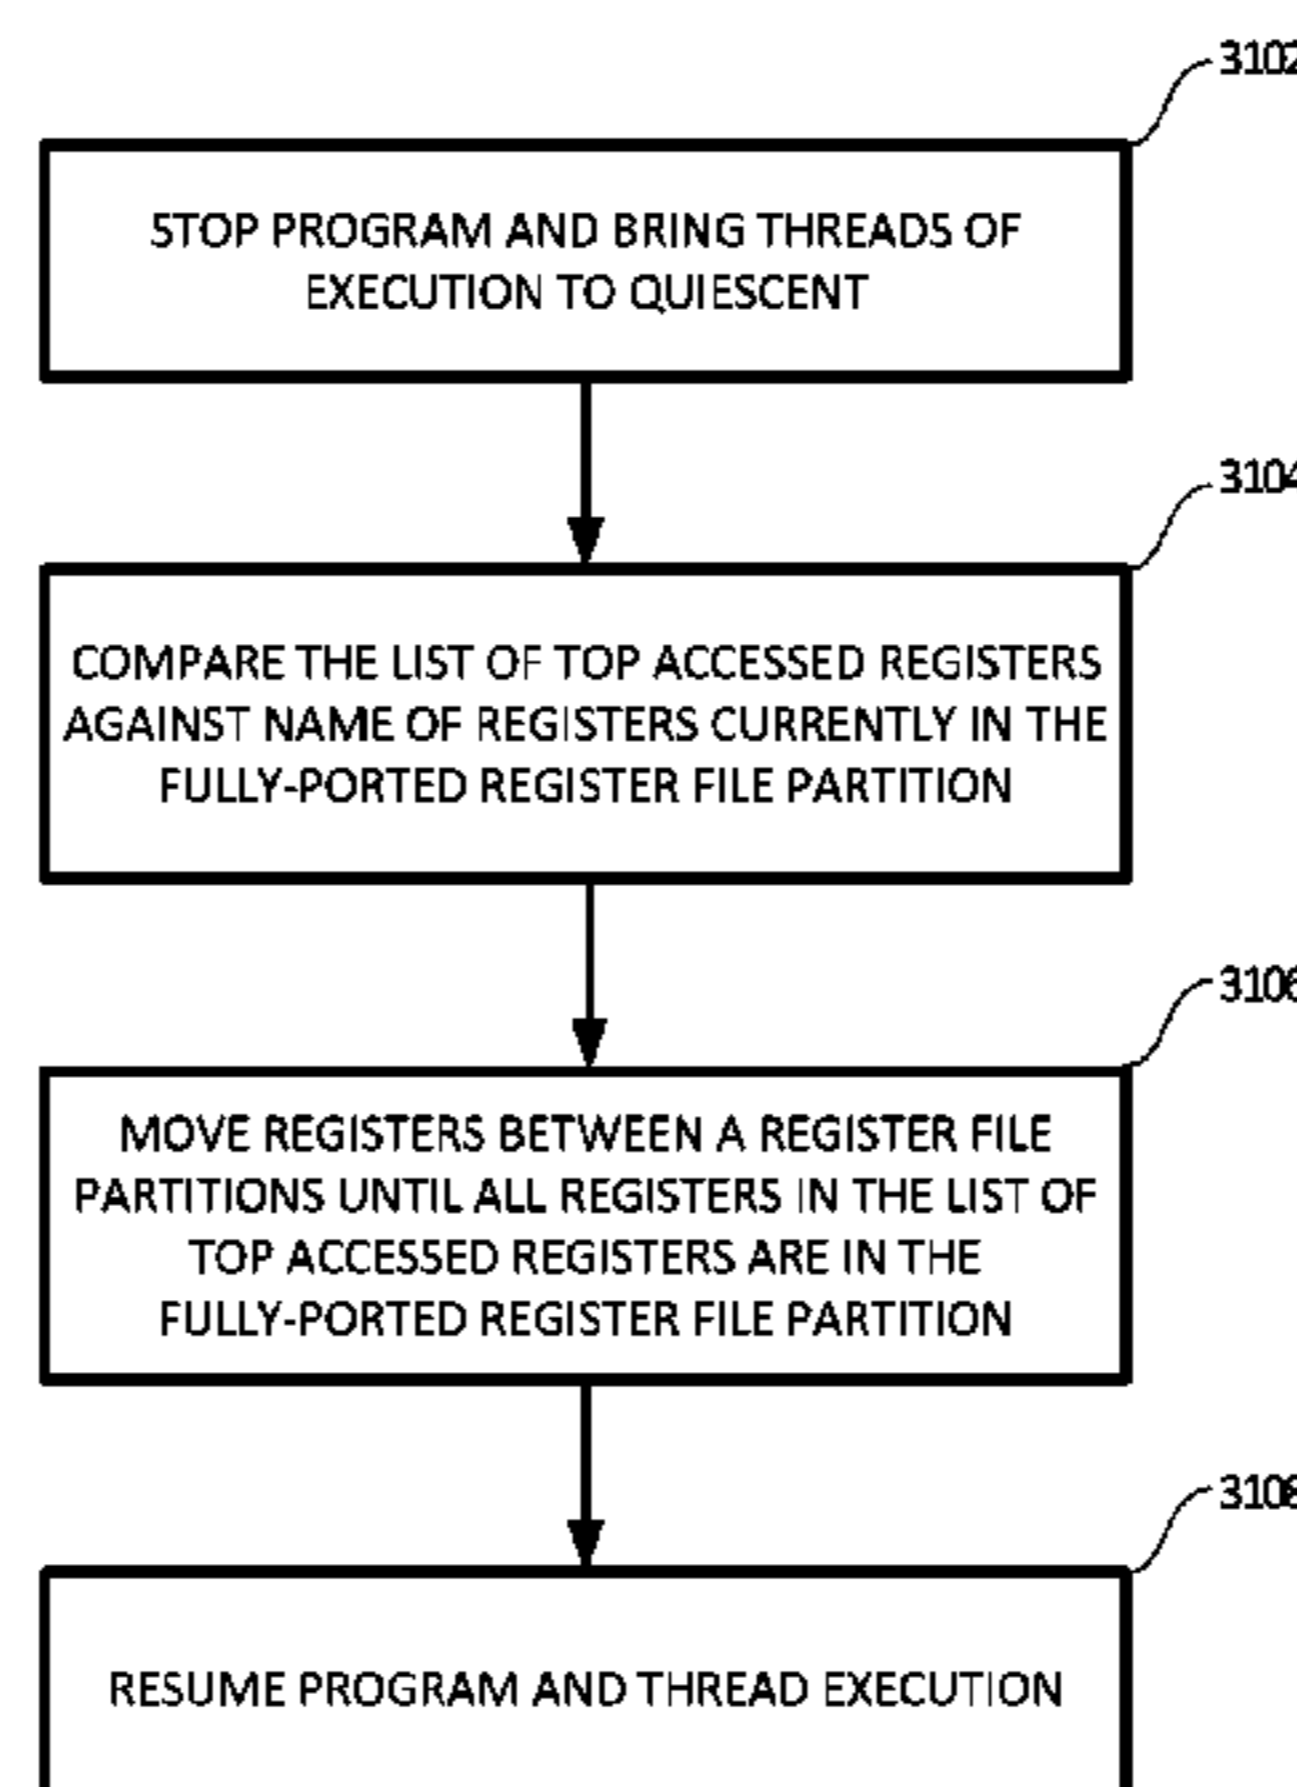 3102
STOP PROGRAM AND BRING THREADS OF
EXECUTION TO QUIESCENT
3104
COMPARE THE LIST OF TOP ACCESSED REGISTERS
AGAINST NAME OF REGISTERS CURRENTLY IN THE
FULLY-PORTED REGISTER FILE PARTITION
3106
MOVE REGISTERS BETWEEN A REGISTER FILE
PARTITIONS UNTIL ALL REGISTERS IN THE LIST OF
TOP ACCESSED REGISTERS ARE IN THE
FULLY-PORTED REGISTER FILE PARTITION
3108
RESUME PROGRAM AND THREAD EXECUTION